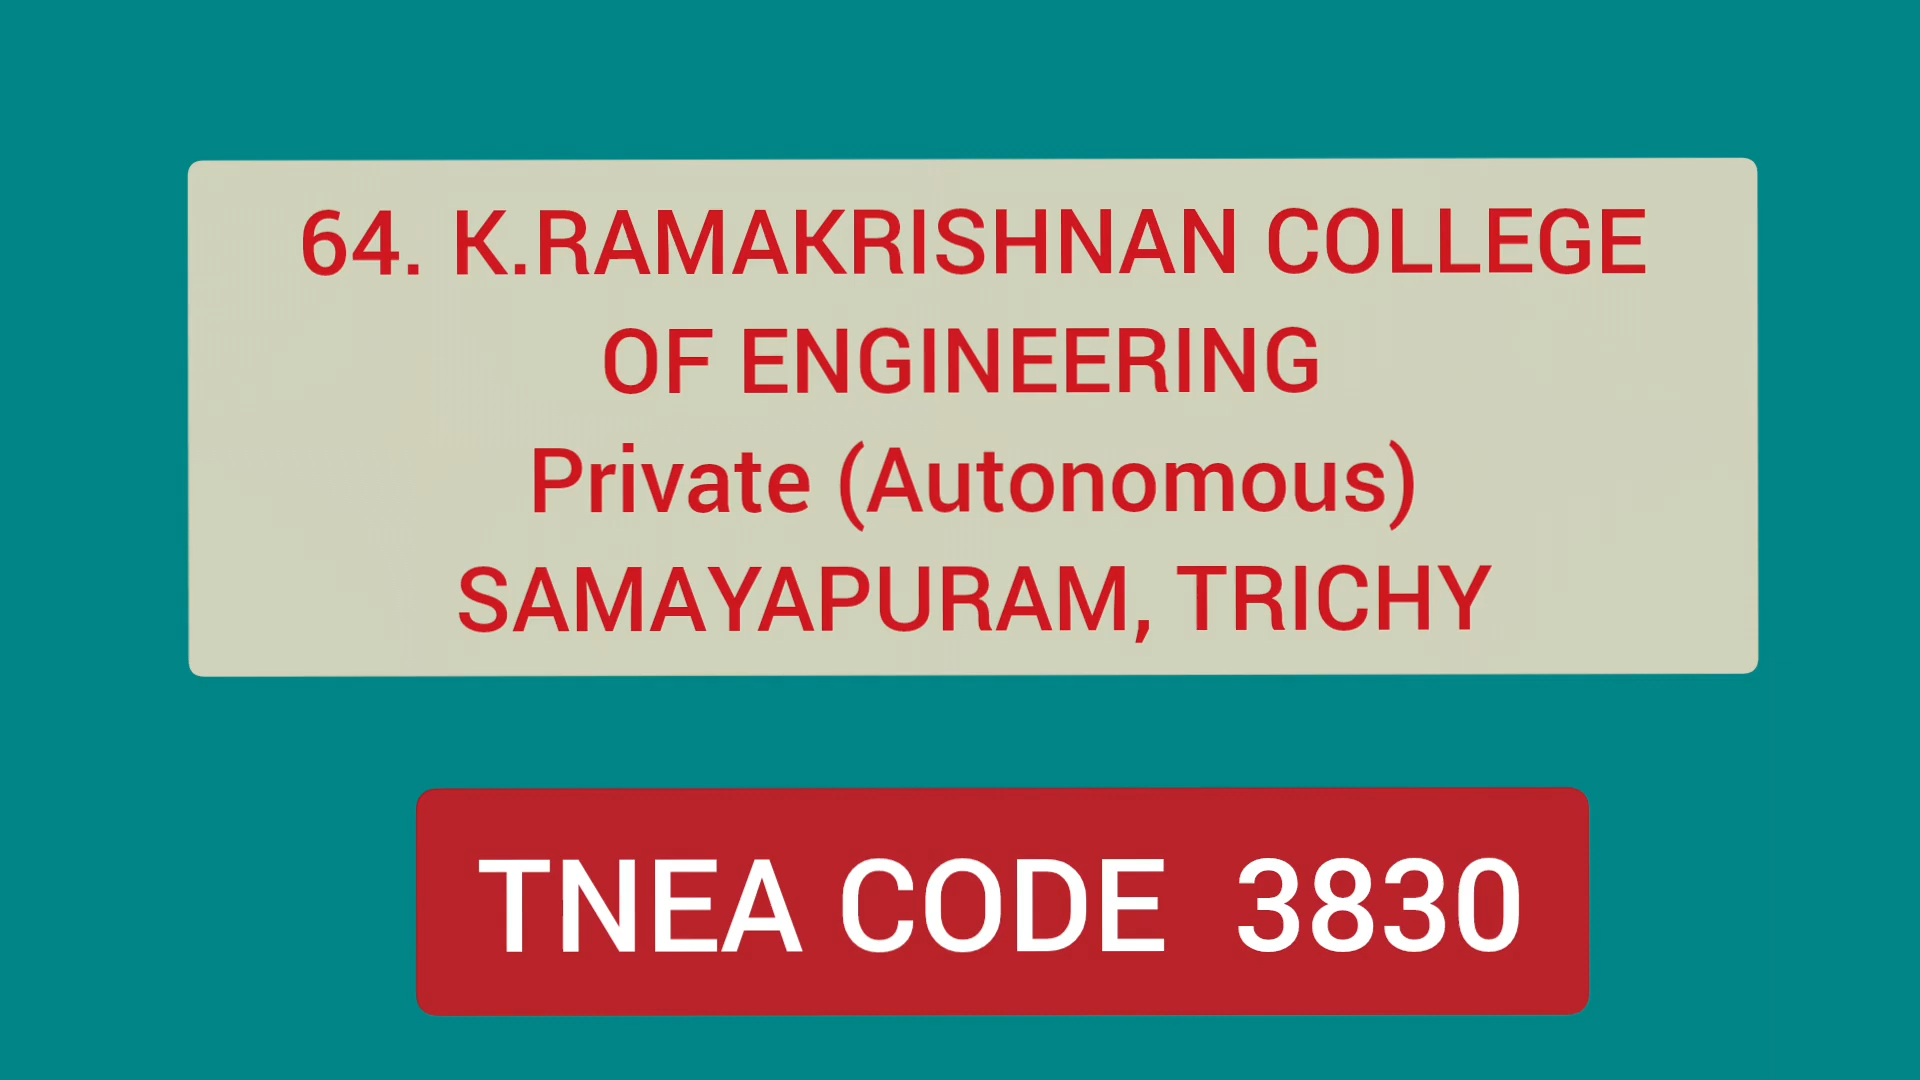 64. K.RAMAKRISHNAN COLLEGE
OF ENGINEERING
Private (Autonomous)
SAMAYAPURAM, TRICHY
TNEA CODE 3830